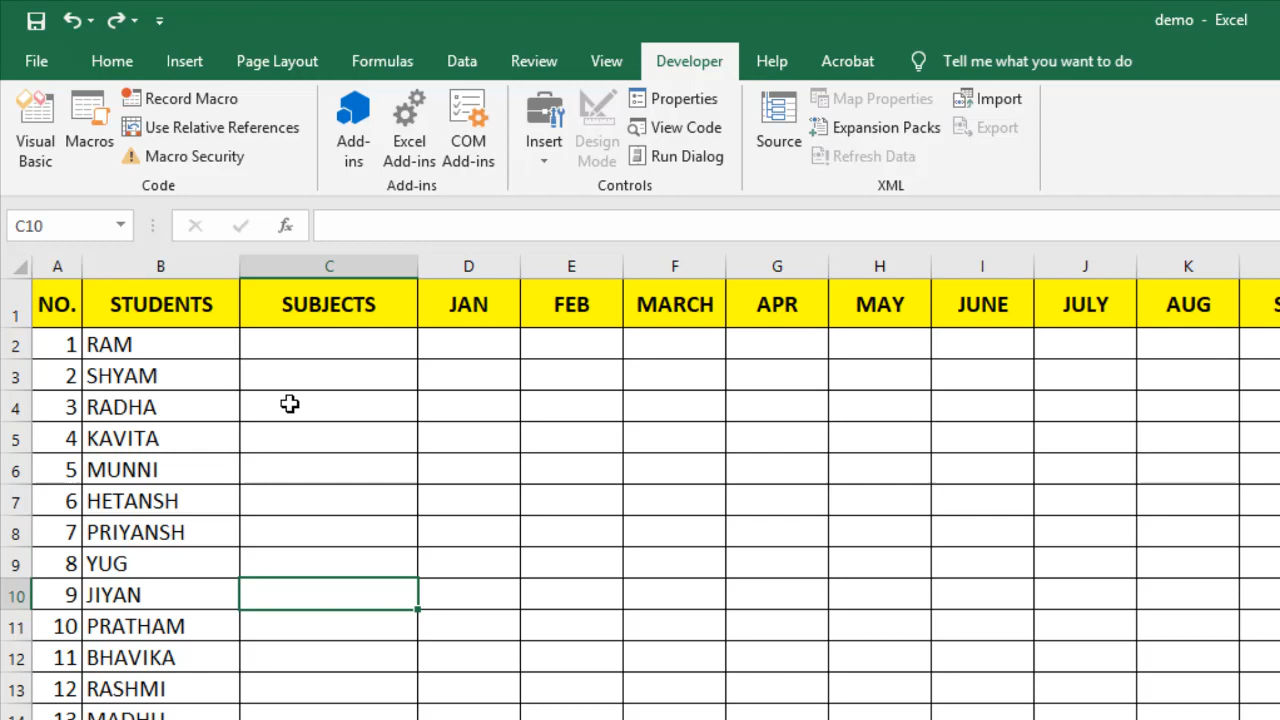 demo - Excel
File Home Insert Page Layout Formulas Data Review View Developer Help Acrobat Tell me what you want to do
Visual Basic
Macros
Record Macro
Use Relative References
Macro Security
Code
Add-ins
Excel Add-ins
COM Add-ins
Add-ins
Insert
Design Mode
Properties
View Code
Run Dialog
Controls
Source
Map Properties
Expansion Packs
Refresh Data
Import
Export
XML
C10 fx
A B C D E F G H I J K
1 NO. STUDENTS SUBJECTS JAN FEB MARCH APR MAY JUNE JULY AUG
2 1 RAM
3 2 SHYAM
4 3 RADHA
5 4 KAVITA
6 5 MUNNI
7 6 HETANSH
8 7 PRIYANSH
9 8 YUG
10 9 JIYAN
11 10 PRATHAM
12 11 BHAVIKA
13 12 RASHMI
14 13 MADHU